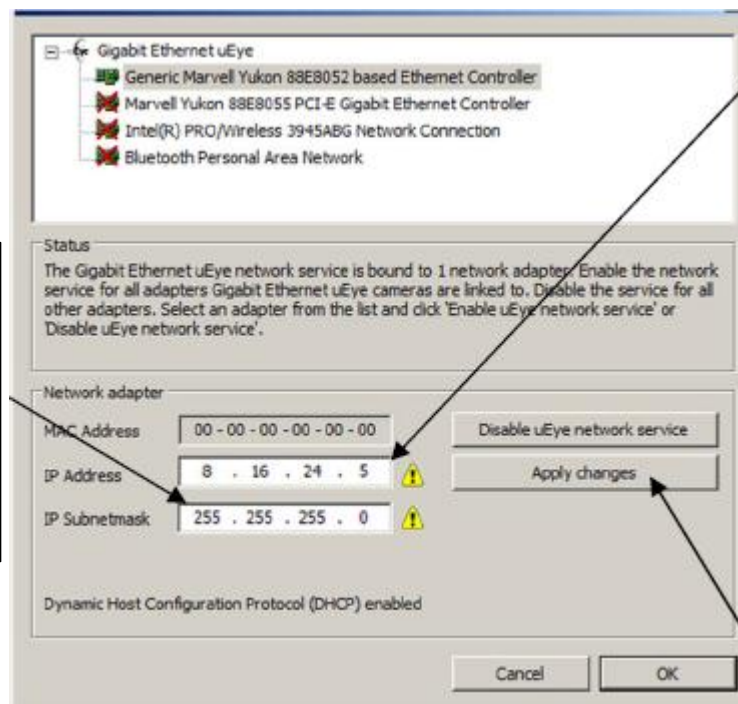 Gigabit Ethernet uEye
Generic Marvell Yukon 88E8052 based Ethernet Controller
Marvell Yukon 88E8055 PCI-E Gigabit Ethernet Controller
Intel(R) PRO/Wireless 3945ABG Network Connection
Bluetooth Personal Area Network
Status
The Gigabit Ethernet uEye network service is bound to 1 network adapter. Enable the network
service for all adapters Gigabit Ethernet uEye cameras are linked to. Disable the service for all
other adapters. Select an adapter from the list and click 'Enable uEye network service' or
'Disable uEye network service'.
Network adapter
MAC Address 00 - 00 - 00 - 00 - 00 - 00 Disable uEye network service
IP Address 8 . 16 . 24 . 5 Apply changes
IP Subnetmask 255 . 255 . 255 . 0
Dynamic Host Configuration Protocol (DHCP) enabled
Cancel OK